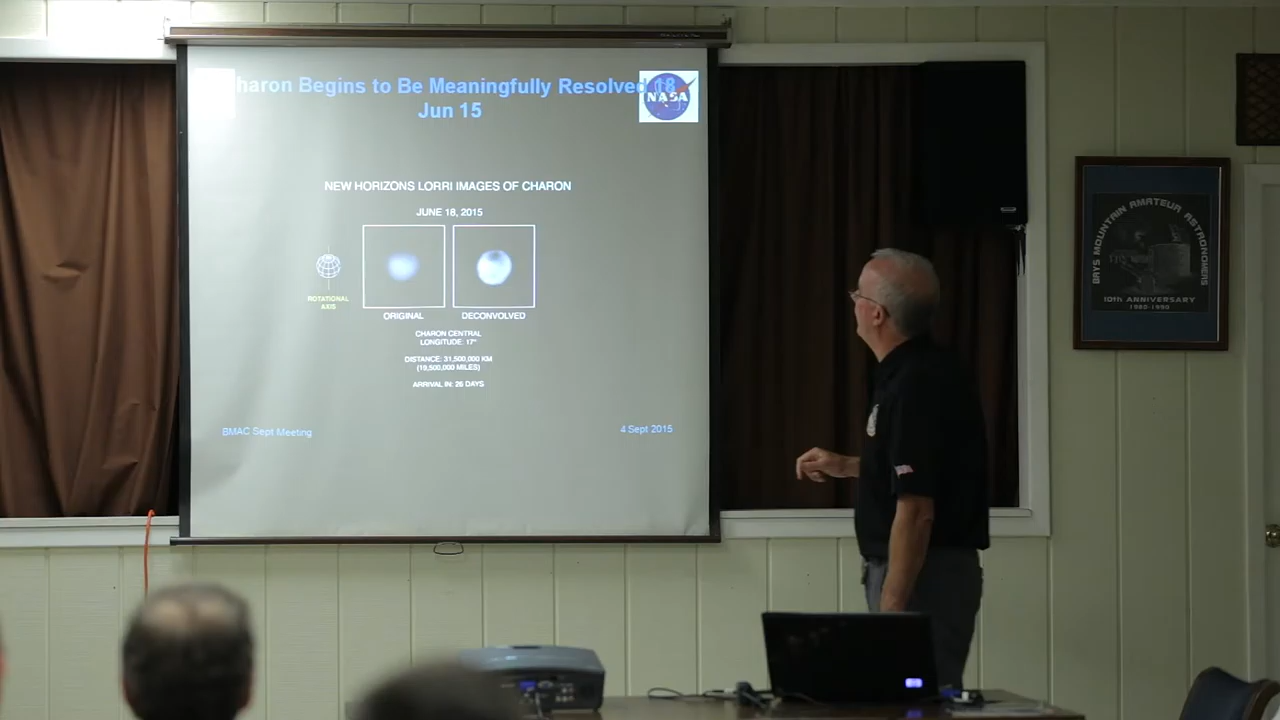 haron Begins to Be Meaningfully Resolved 18
Jun 15
NASA
NEW HORIZONS LORRI IMAGES OF CHARON
JUNE 18, 2015
ROTATIONAL
AXIS
ORIGINAL
DECONVOLVED
CHARON CENTRAL
LONGITUDE: 17°
DISTANCE: 31,500,000 KM
(19,500,000 MILES)
ARRIVAL IN: 26 DAYS
BMAC Sept Meeting
4 Sept 2015
BAYS MOUNTAIN AMATEUR ASTRONOMERS
10th ANNIVERSARY
1980-1990